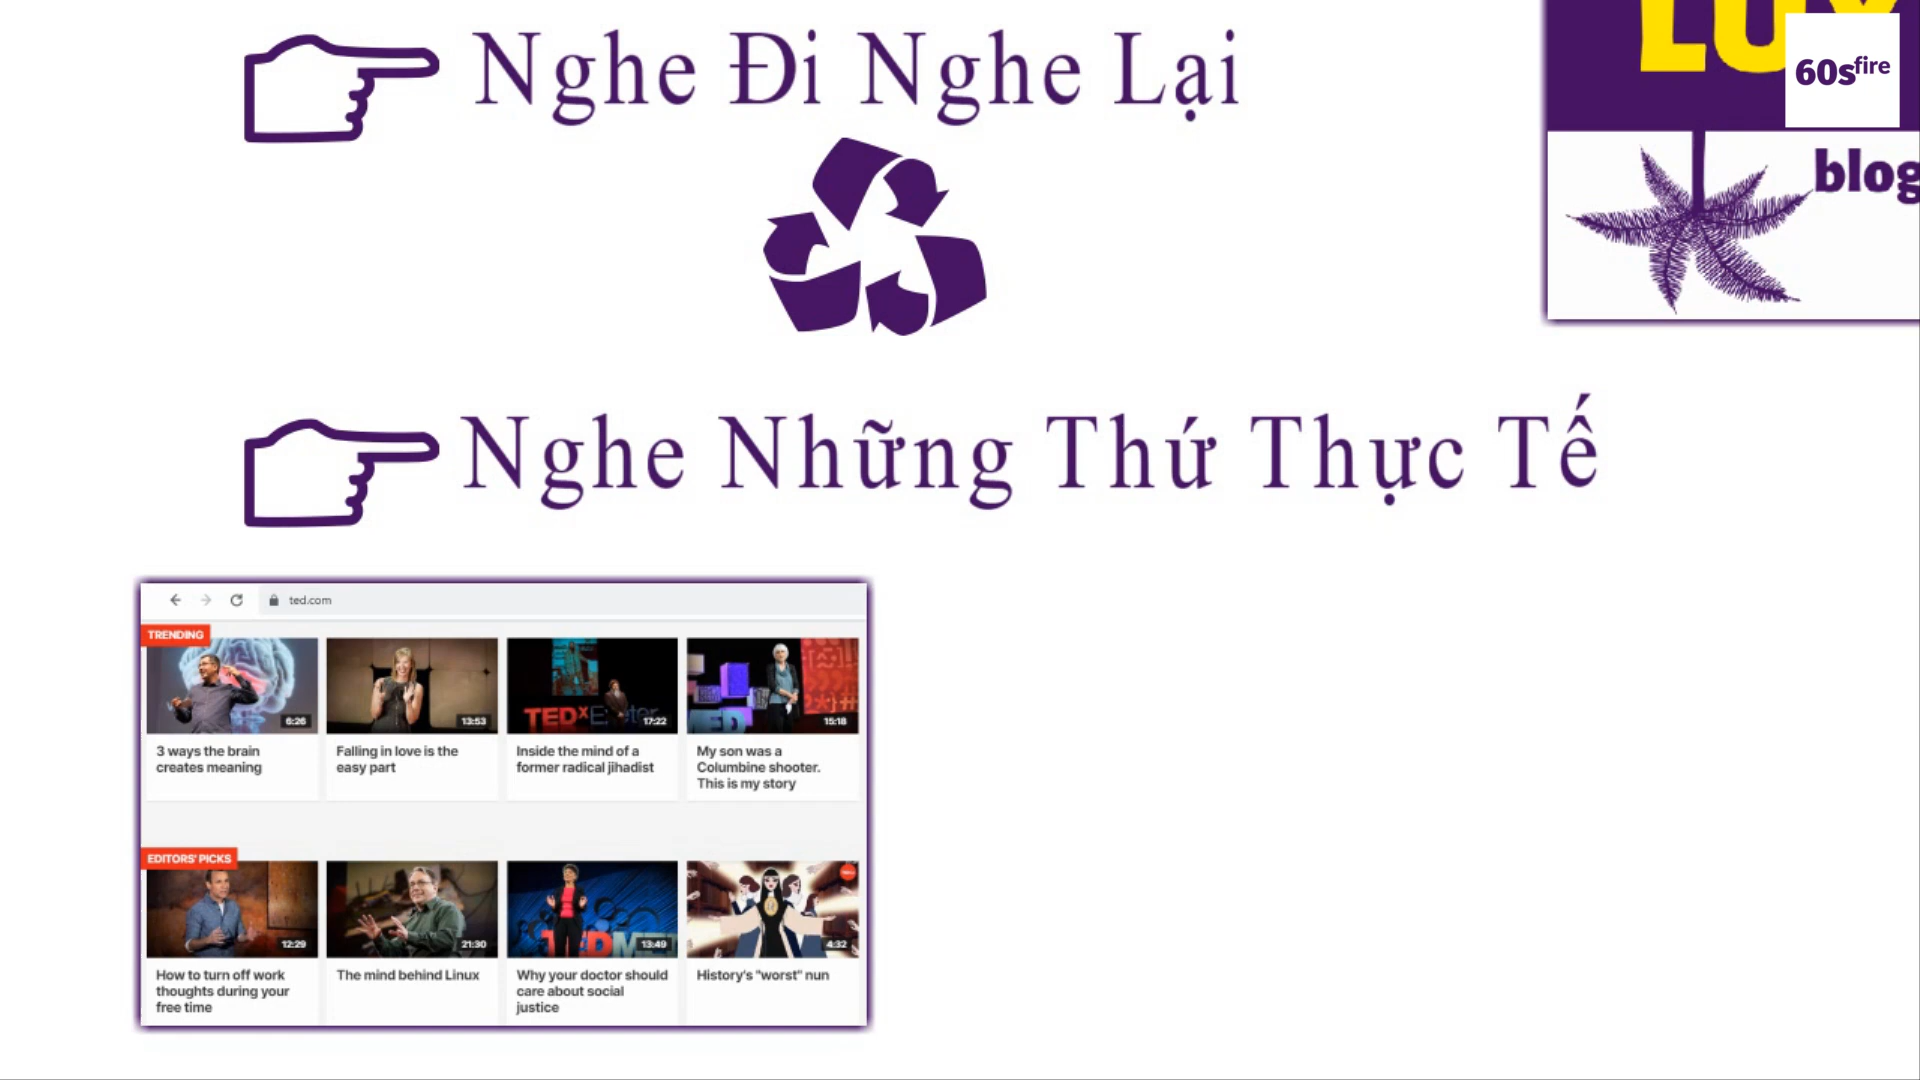 Nghe Đi Nghe Lại
60sfire
blog
Nghe Những Thứ Thực Tế
ted.com
TRENDING
6:26
13:53
TEDx
17:22
15:18
3 ways the brain
creates meaning
Falling in love is the
easy part
Inside the mind of a
former radical jihadist
My son was a
Columbine shooter.
This is my story
EDITORS' PICKS
12:29
21:30
TEDMED
13:49
4:32
How to turn off work
thoughts during your
free time
The mind behind Linux
Why your doctor should
care about social
justice
History's "worst" nun